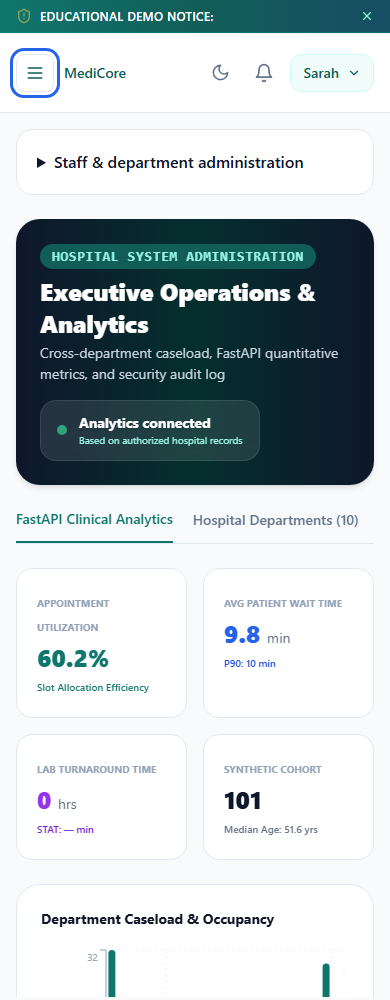 EDUCATIONAL DEMO NOTICE:
MediCore
Sarah
Staff & department administration
HOSPITAL SYSTEM ADMINISTRATION
Executive Operations &
Analytics
Cross-department caseload, FastAPI quantitative
metrics, and security audit log
Analytics connected
Based on authorized hospital records
FastAPI Clinical Analytics
Hospital Departments (10)
APPOINTMENT
UTILIZATION
60.2%
Slot Allocation Efficiency
AVG PATIENT WAIT TIME
9.8 min
P90: 10 min
LAB TURNAROUND TIME
0 hrs
STAT: — min
SYNTHETIC COHORT
101
Median Age: 51.6 yrs
Department Caseload & Occupancy
32